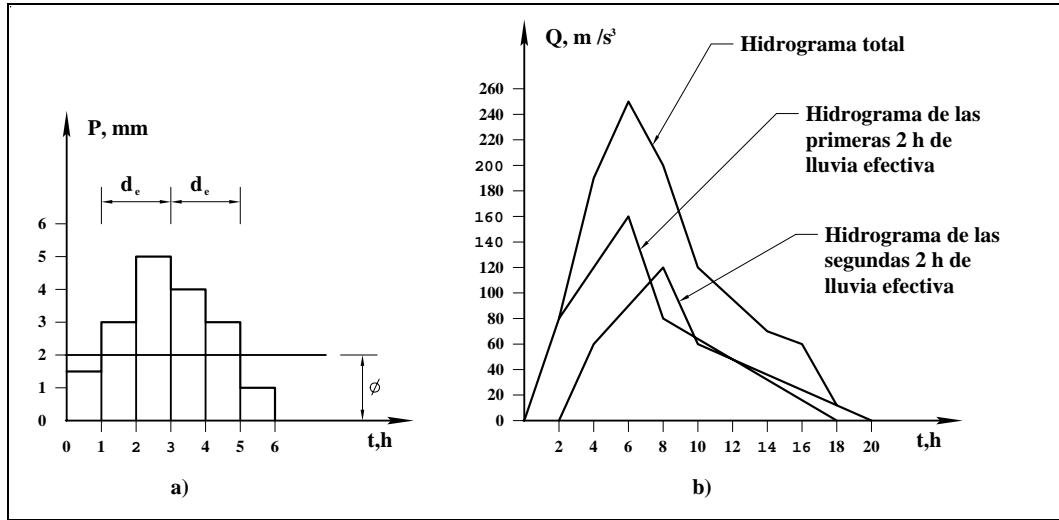 P, mm
d e
d e
6
5
4
3
2
1
0
ϕ
0 1 2 3 4 5 6
t,h
a)
Q, m /s³
Hidrograma total
Hidrograma de las
primeras 2 h de
lluvia efectiva
Hidrograma de las
segundas 2 h de
lluvia efectiva
260
240
220
200
180
160
140
120
100
80
60
40
20
0
2 4 6 8 10 12 14 16 18 20
t,h
b)